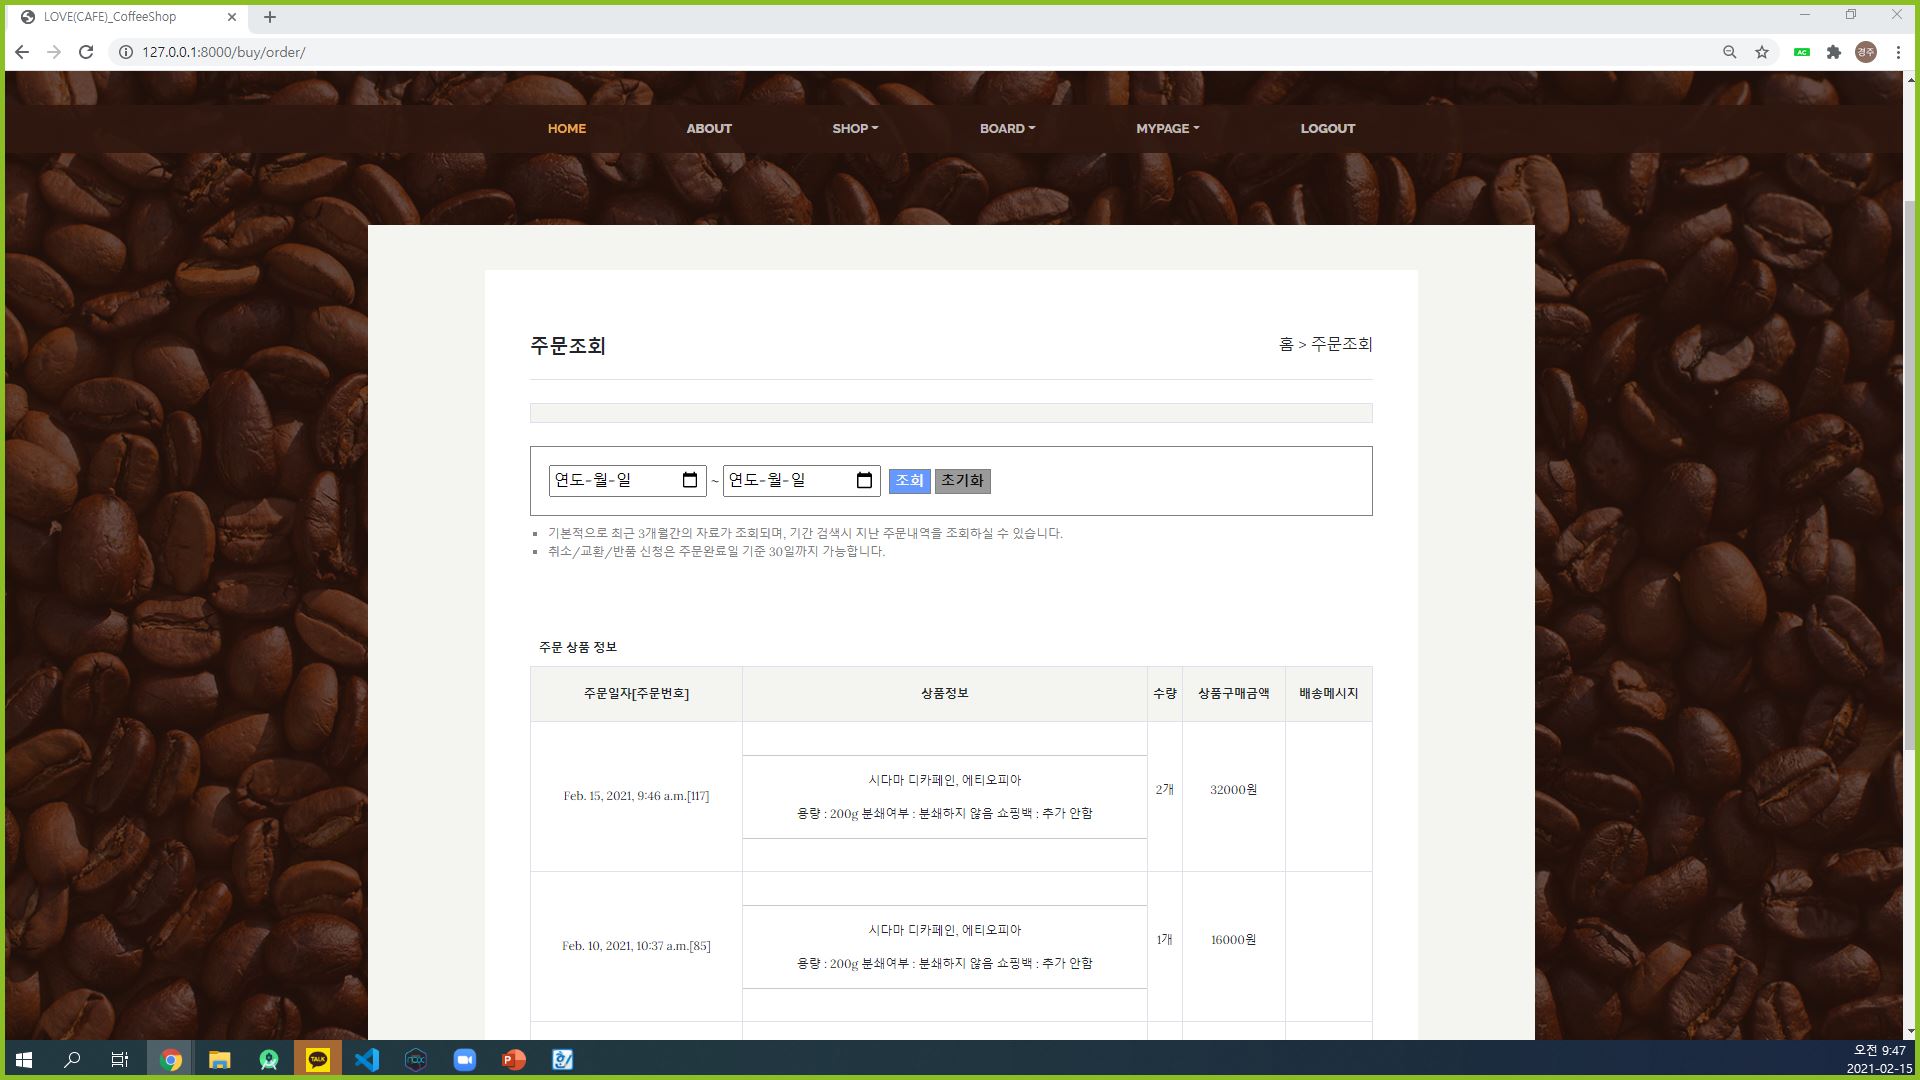 LOVE(CAFE)_CoffeeShop
127.0.0.1:8000/buy/order/
AC
경주
HOME ABOUT SHOP BOARD MYPAGE LOGOUT
주문조회
홈 > 주문조회
연도-월-일 ~ 연도-월-일 조회 초기화
기본적으로 최근 3개월간의 자료가 조회되며, 기간 검색시 지난 주문내역을 조회하실 수 있습니다.
취소/교환/반품 신청은 주문완료일 기준 30일까지 가능합니다.
주문 상품 정보
주문일자[주문번호] 상품정보 수량 상품구매금액 배송메시지
시다마 디카페인, 에티오피아
Feb. 15, 2021, 9:46 a.m.[117] 2개 32000원
용량 : 200g 분쇄여부 : 분쇄하지 않음 쇼핑백 : 추가 안함
시다마 디카페인, 에티오피아
Feb. 10, 2021, 10:37 a.m.[85] 1개 16000원
용량 : 200g 분쇄여부 : 분쇄하지 않음 쇼핑백 : 추가 안함
TALK
nox
P
한
오전 9:47
2021-02-15